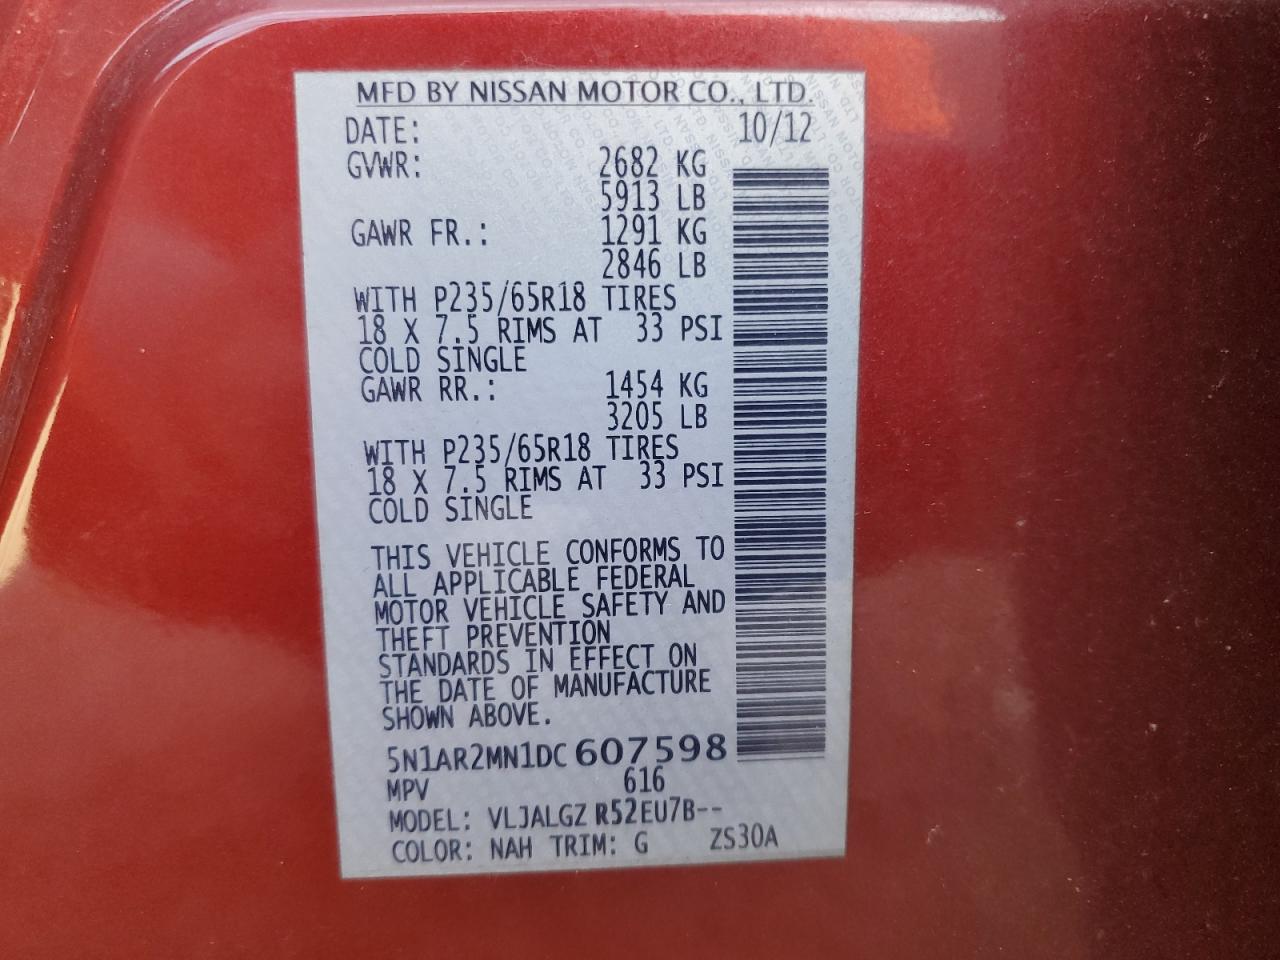 MFD BY NISSAN MOTOR CO., LTD.
DATE: 10/12
GVWR: 2682 KG
5913 LB
GAWR FR.: 1291 KG
2846 LB
WITH P235/65R18 TIRES
18 X 7.5 RIMS AT 33 PSI
COLD SINGLE
GAWR RR.: 1454 KG
3205 LB
WITH P235/65R18 TIRES
18 X 7.5 RIMS AT 33 PSI
COLD SINGLE
THIS VEHICLE CONFORMS TO
ALL APPLICABLE FEDERAL
MOTOR VEHICLE SAFETY AND
THEFT PREVENTION
STANDARDS IN EFFECT ON
THE DATE OF MANUFACTURE
SHOWN ABOVE.
5N1AR2MN1DC607598
MPV 616
MODEL: VLJALGZ R52EU7B--
COLOR: NAH TRIM: G ZS30A